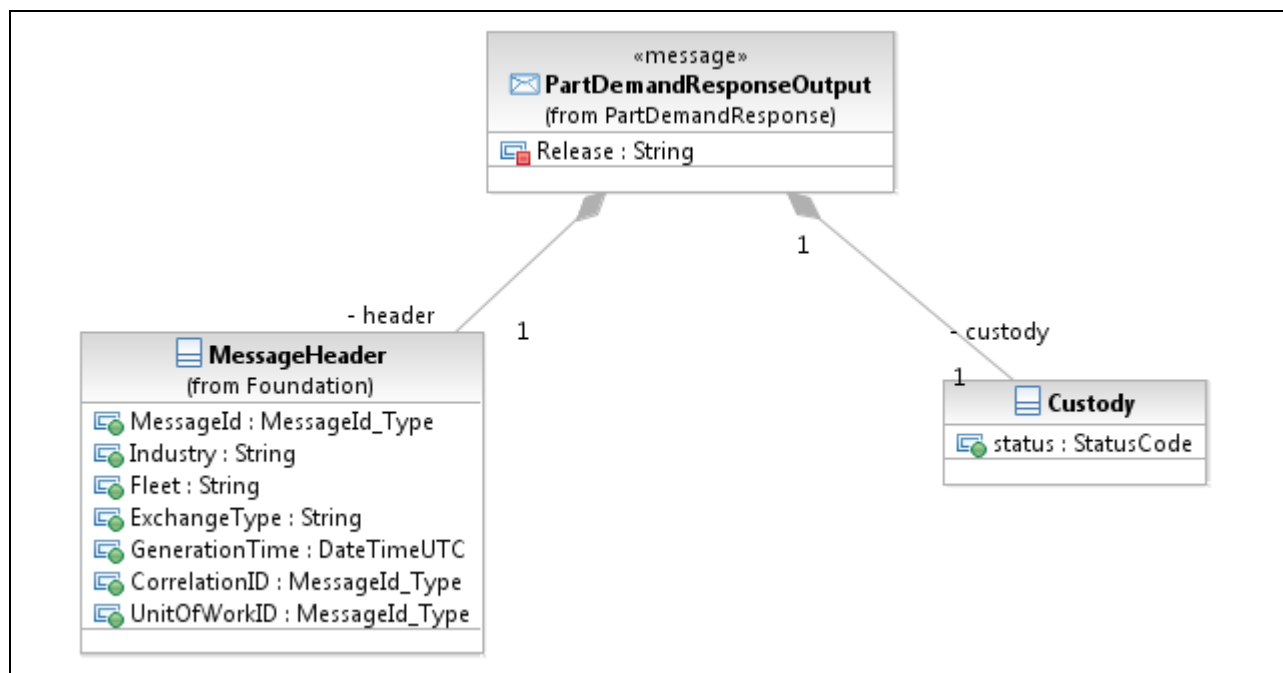 «message»
PartDemandResponseOutput
(from PartDemandResponse)
Release : String
1
- header
1
- custody
1
MessageHeader
(from Foundation)
MessageId : MessageId_Type
Industry : String
Fleet : String
ExchangeType : String
GenerationTime : DateTimeUTC
CorrelationID : MessageId_Type
UnitOfWorkID : MessageId_Type
Custody
status : StatusCode